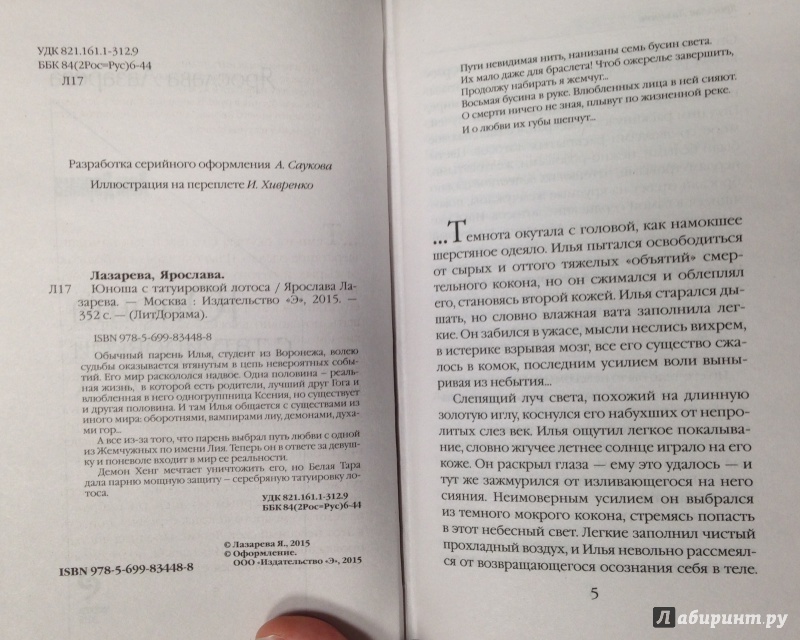 УДК 821.161.1-312.9
ББК 84(2Рос=Рус)6-44
Л17
Разработка серийного оформления А. Саукова
Иллюстрация на переплете И. Хивренко
Лазарева, Ярослава.
Л17 Юноша с татуировкой лотоса / Ярослава Ла-
зарева. — Москва : Издательство «Э», 2015. —
352 с. — (ЛитДорама).
ISBN 978-5-699-83448-8
Обычный парень Илья, студент из Воронежа, волею
судьбы оказывается втянутым в цепь невероятных собы-
тий. Его мир раскололся надвое. Одна половина – реаль-
ная жизнь, в которой есть родители, лучший друг Гога и
влюбленная в него одногруппница Ксения, но существует
и другая половина. И там Илья общается с существами из
иного мира: оборотнями, вампирами лиу, демонами, духа-
ми гор...
А все из-за того, что парень выбрал путь любви с одной
из Жемчужных по имени Лия. Теперь он в ответе за девуш-
ку и поневоле входит в мир ее реальности.
Демон Хенг мечтает уничтожить его, но Белая Тара
дала парню мощную защиту – серебряную татуировку ло-
тоса.
УДК 821.161.1-312.9
ББК 84(2Рос=Рус)6-44
© Лазарева Я., 2015
© Оформление.
ООО «Издательство «Э», 2015
ISBN 978-5-699-83448-8
Пути невидимая нить, нанизаны семь бусин света.
Их мало даже для браслета! Чтоб ожерелье завершить,
Продолжу набирать я жемчуг...
Восьмая бусина в руке. Влюбленных лица в ней сияют.
О смерти ничего не зная, плывут по жизненной реке.
И о любви их губы шепчут...
...Темнота окутала с головой, как намокшее
шерстяное одеяло. Илья пытался освободиться
от сырых и оттого тяжелых «объятий» смер-
тельного кокона, но он сжимался и облеплял
его, становясь второй кожей. Илья старался ды-
шать, но словно влажная вата заполнила лег-
кие. Он забился в ужасе, мысли неслись вихрем,
в истерике взрывая мозг, все его существо сжа-
лось в комок, последним усилием воли выны-
ривая из небытия...
Слепящий луч света, похожий на длинную
золотую иглу, коснулся его набухших от непро-
литых слез век. Илья ощутил легкое покалыва-
ние, словно жгучее летнее солнце играло на его
коже. Он раскрыл глаза — ему это удалось — и
тут же зажмурился от изливающегося на него
сияния. Неимоверным усилием он выбрался
из темного мокрого кокона, стремясь попасть
в этот небесный свет. Легкие заполнил чистый
прохладный воздух, и Илья невольно рассмеял-
ся от возвращающегося осознания себя в теле.
5
Лабиринт.ру